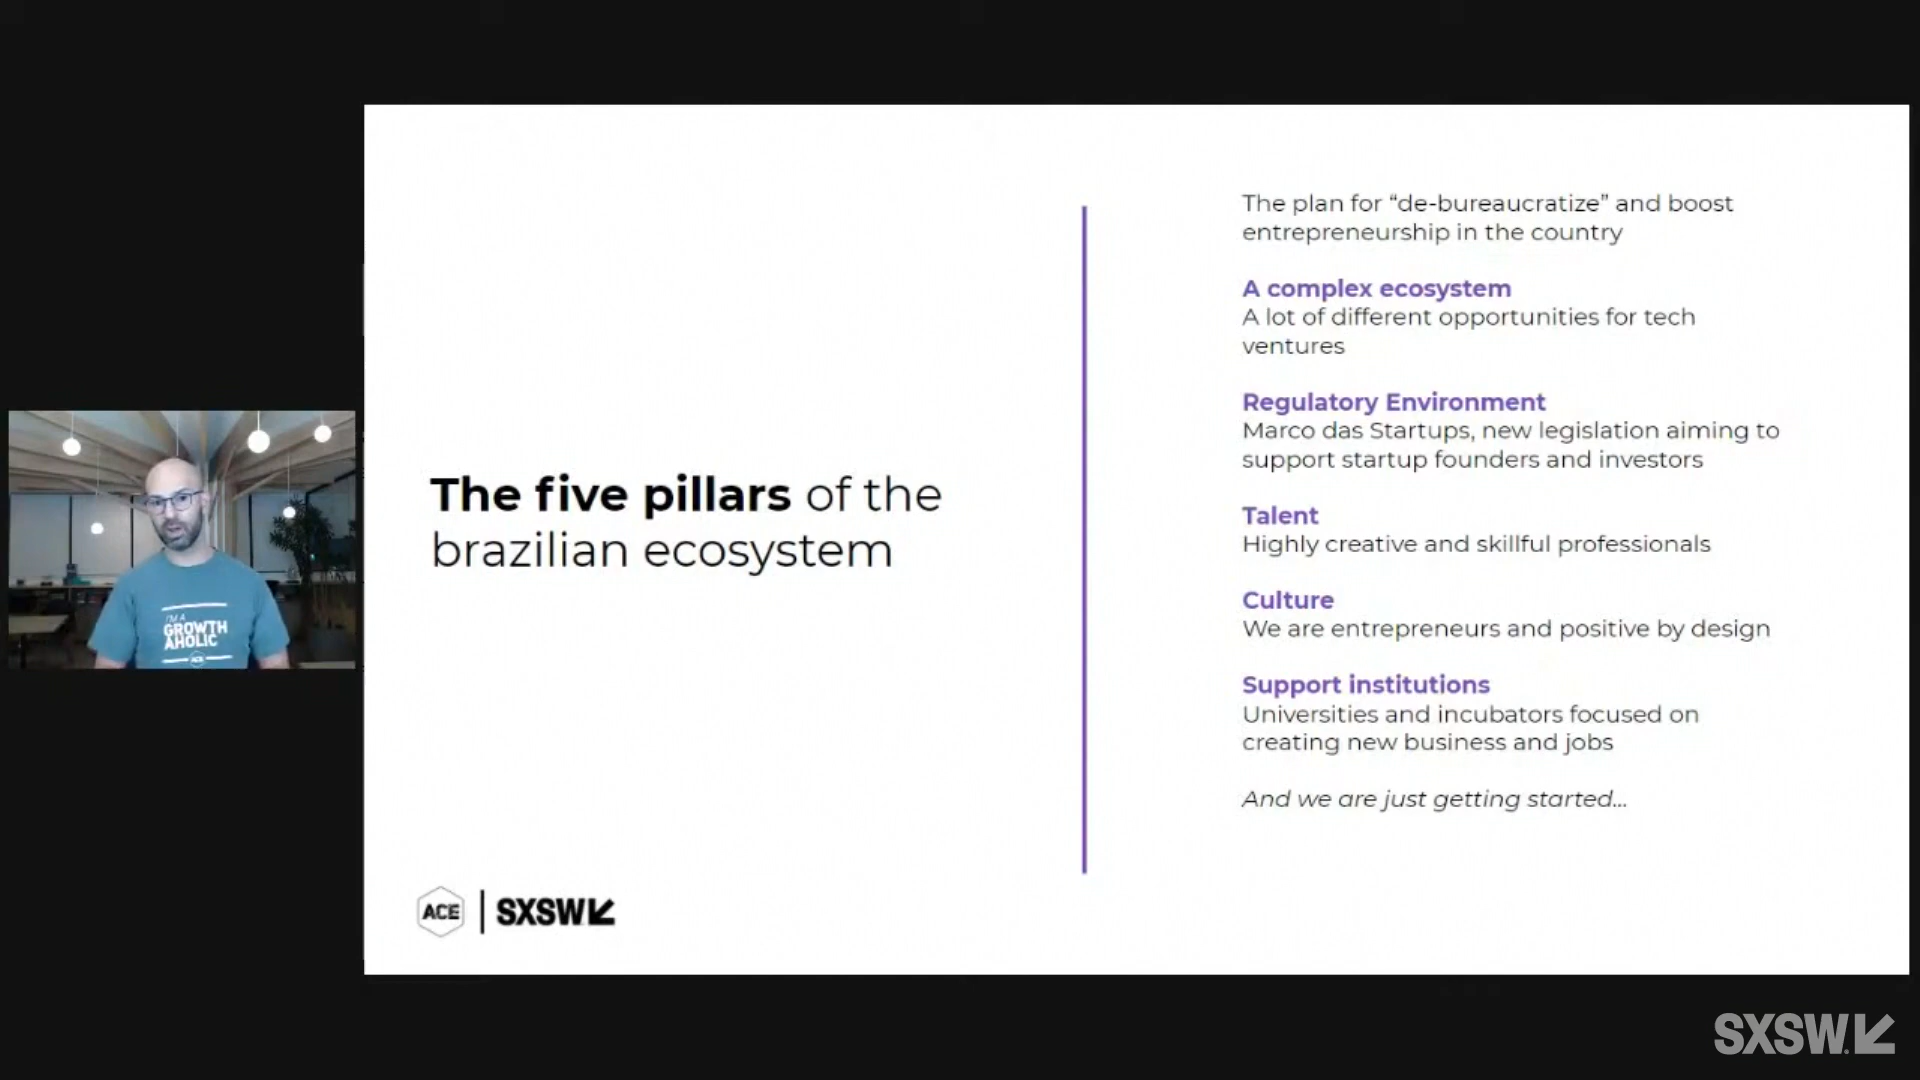 The plan for “de-bureaucratize” and boost
entrepreneurship in the country
A complex ecosystem
A lot of different opportunities for tech
ventures
Regulatory Environment
Marco das Startups, new legislation aiming to
support startup founders and investors
Talent
Highly creative and skillful professionals
Culture
We are entrepreneurs and positive by design
Support institutions
Universities and incubators focused on
creating new business and jobs
And we are just getting started...
The five pillars of the
brazilian ecosystem
I'M A
GROWTH
AHOLIC
ACE
ACE
SXSW
SXSW